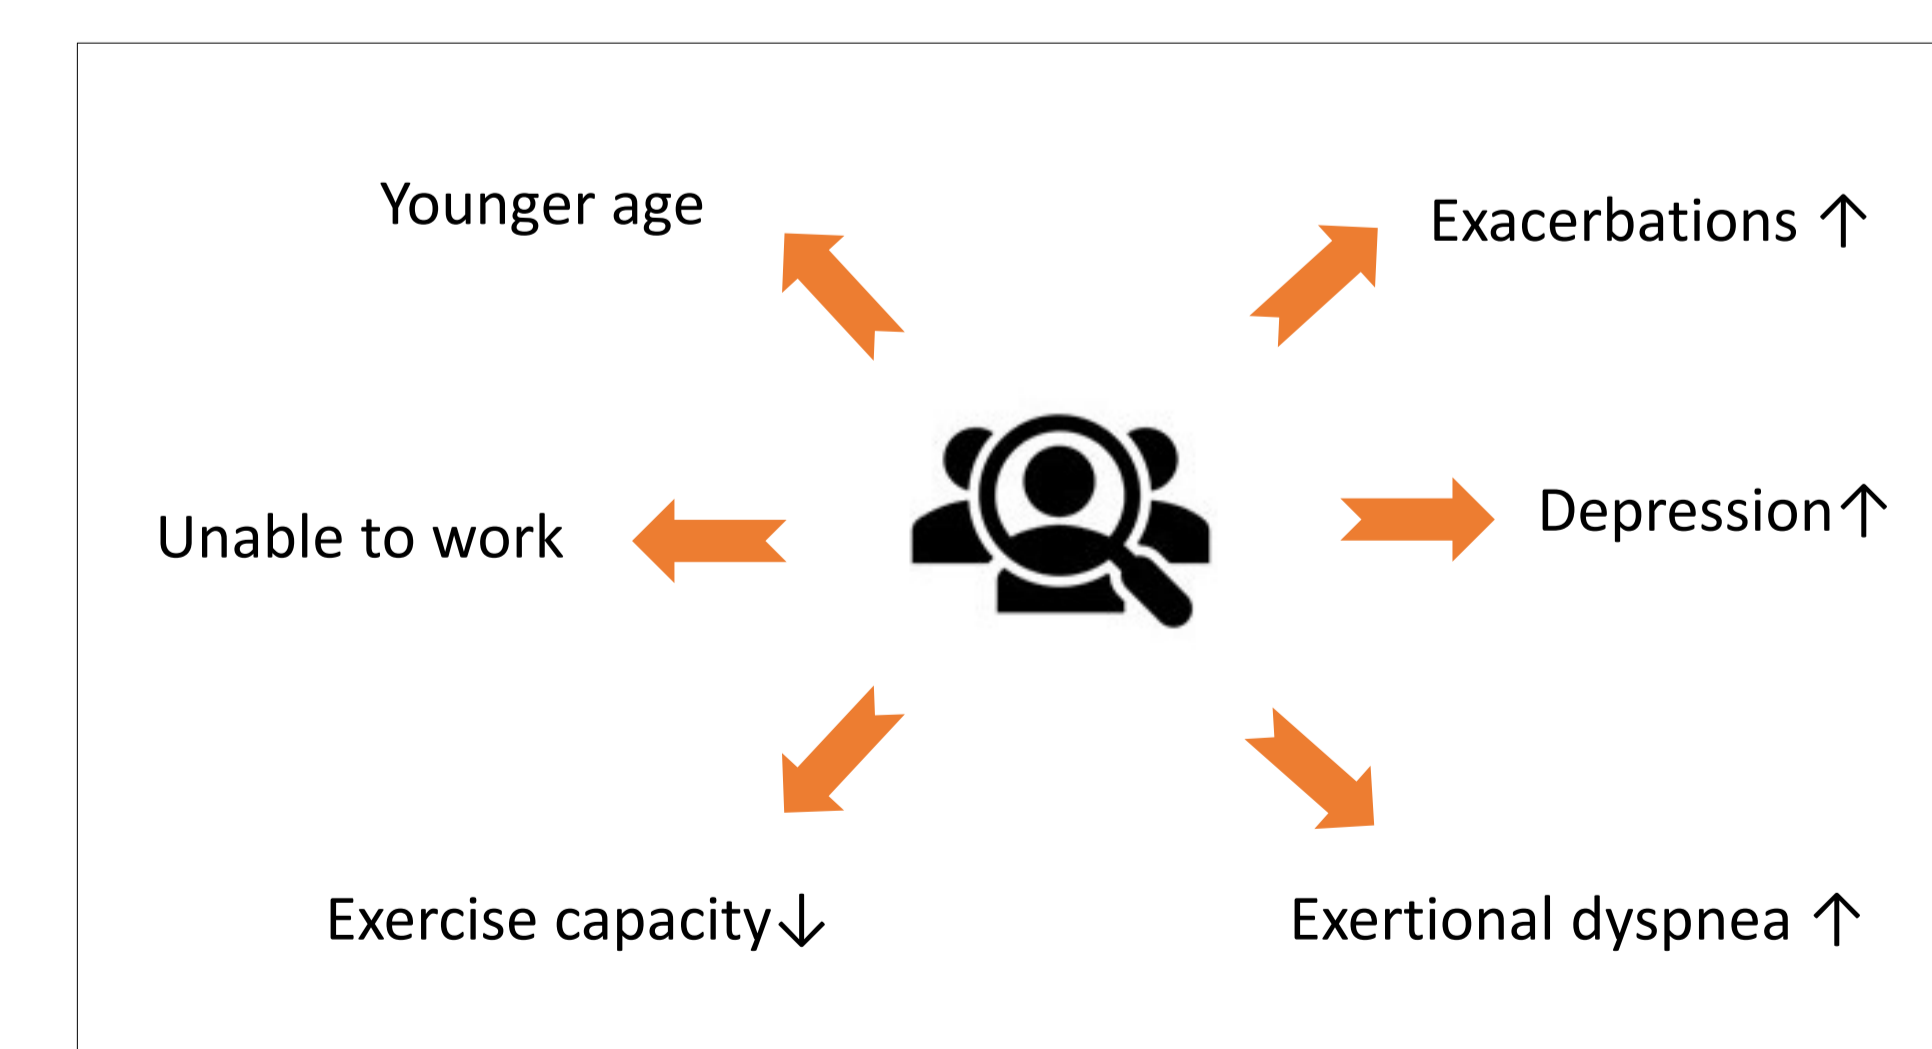 Younger age
Exacerbations ↑
Unable to work
Depression↑
Exercise capacity↓
Exertional dyspnea ↑